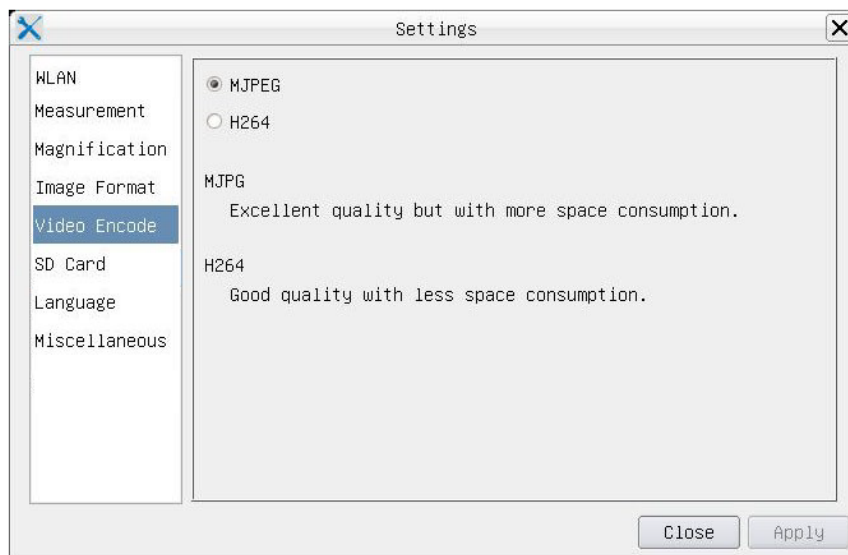 Settings
WLAN
Measurement
Magnification
Image Format
Video Encode
SD Card
Language
Miscellaneous
MJPEG
H264
MJPG
Excellent quality but with more space consumption.
H264
Good quality with less space consumption.
Close
Apply